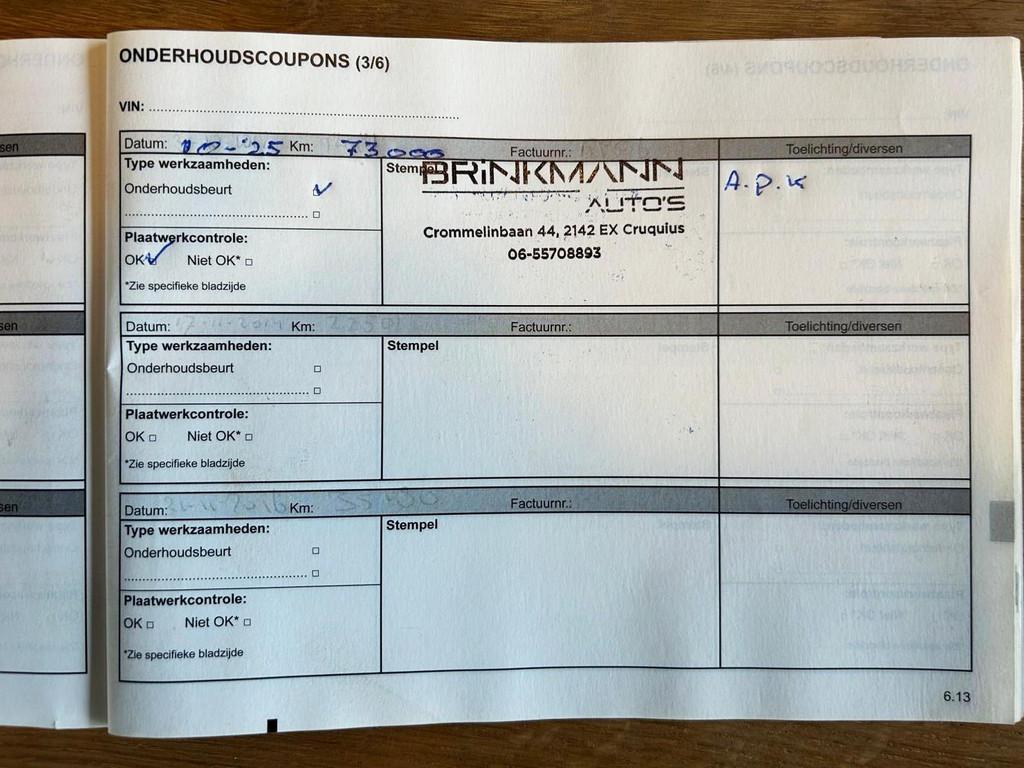 ONDERHOUDSCOUPONS (3/6)
VIN:
Datum: 10-'25 Km: 73000 Factuurnr.: Toelichting/diversen
Type werkzaamheden: Stempel
BRiNKMANN
AUTO'S
Crommelinbaan 44, 2142 EX Cruquius
06-55708893
A.p.k
Onderhoudsbeurt
Plaatwerkcontrole:
OK Niet OK*
*Zie specifieke bladzijde
sen
Datum: Km: Factuurnr.: Toelichting/diversen
Type werkzaamheden: Stempel
Onderhoudsbeurt
Plaatwerkcontrole:
OK Niet OK*
*Zie specifieke bladzijde
sen
Datum: Km: Factuurnr.: Toelichting/diversen
Type werkzaamheden: Stempel
Onderhoudsbeurt
Plaatwerkcontrole:
OK Niet OK*
*Zie specifieke bladzijde
sen
6.13